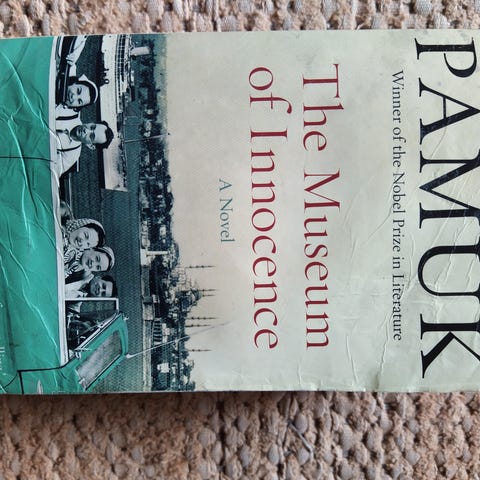 PAMUK
Winner of the Nobel Prize in Literature
The Museum
of Innocence
A Novel